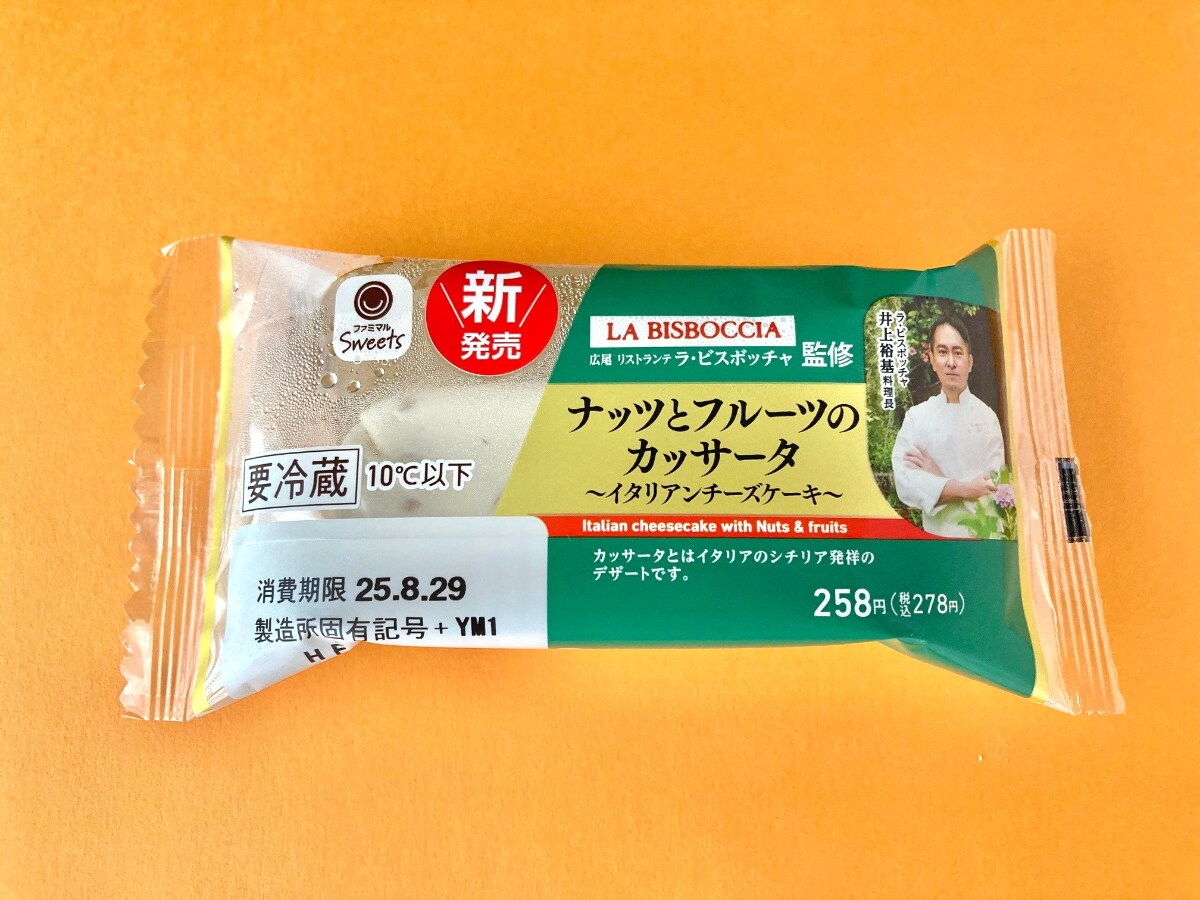 ファミマル
Sweets
新
発売
LA BISBOCCIA®
広尾 リストランテ ラ・ビスボッチャ 監修
ラ・ビスボッチャ
井上裕基 料理長
ナッツとフルーツの
カッサータ
～イタリアンチーズケーキ～
Italian cheesecake with Nuts & fruits
要冷蔵 10℃以下
カッサータとはイタリアのシチリア発祥の
デザートです。
258円(税込278円)
消費期限 25.8.29
製造所固有記号 + YM1